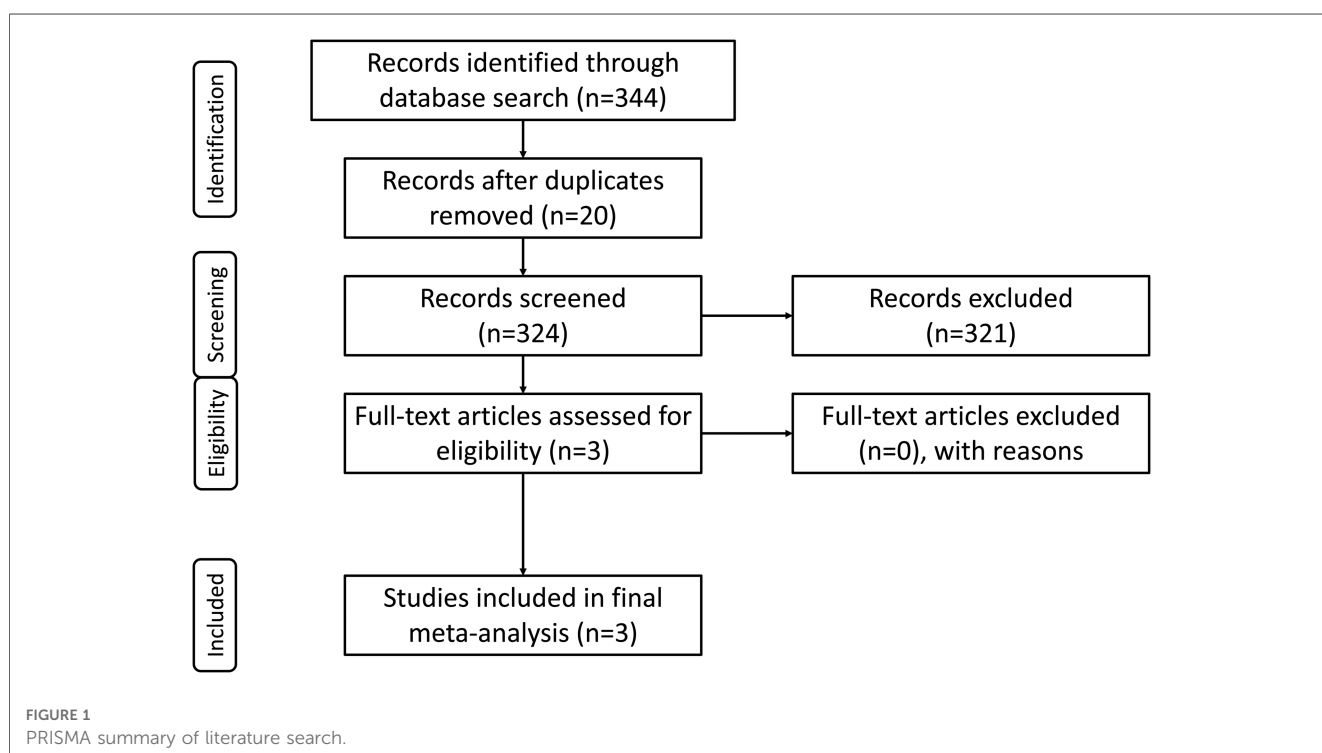 Identification
Records identified through
database search (n=344)
Records after duplicates
removed (n=20)
Screening
Records screened
(n=324)
Records excluded
(n=321)
Eligibility
Full-text articles assessed for
eligibility (n=3)
Full-text articles excluded
(n=0), with reasons
Included
Studies included in final
meta-analysis (n=3)
FIGURE 1
PRISMA summary of literature search.